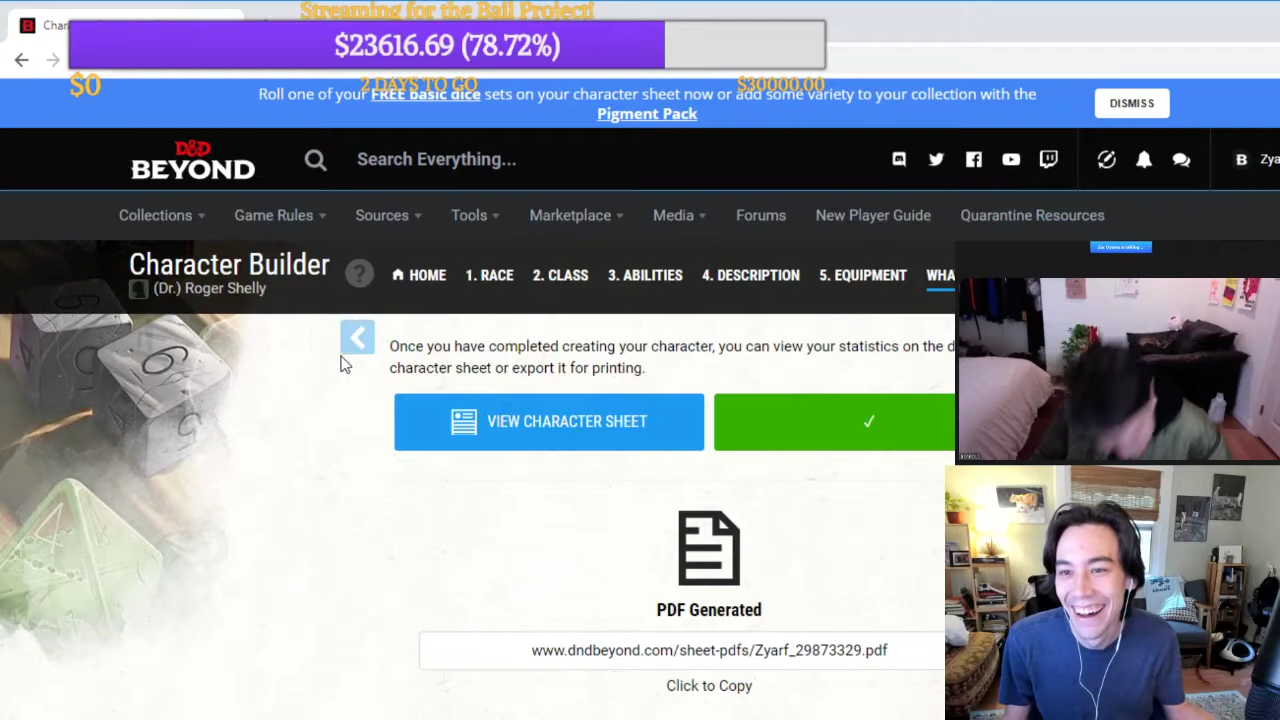 Streaming for the Bail Project!
$23616.69 (78.72%)
$0
2 DAYS TO GO
$30000.00
Roll one of your FREE basic dice sets on your character sheet now or add some variety to your collection with the
Pigment Pack
DISMISS
D&D
BEYOND
Search Everything...
B
Zya
Collections
Game Rules
Sources
Tools
Marketplace
Media
Forums
New Player Guide
Quarantine Resources
Character Builder
?
HOME
1. RACE
2. CLASS
3. ABILITIES
4. DESCRIPTION
5. EQUIPMENT
WHA
(Dr.) Roger Shelly
Once you have completed creating your character, you can view your statistics on the d
character sheet or export it for printing.
VIEW CHARACTER SHEET
PDF Generated
www.dndbeyond.com/sheet-pdfs/Zyarf_29873329.pdf
Click to Copy